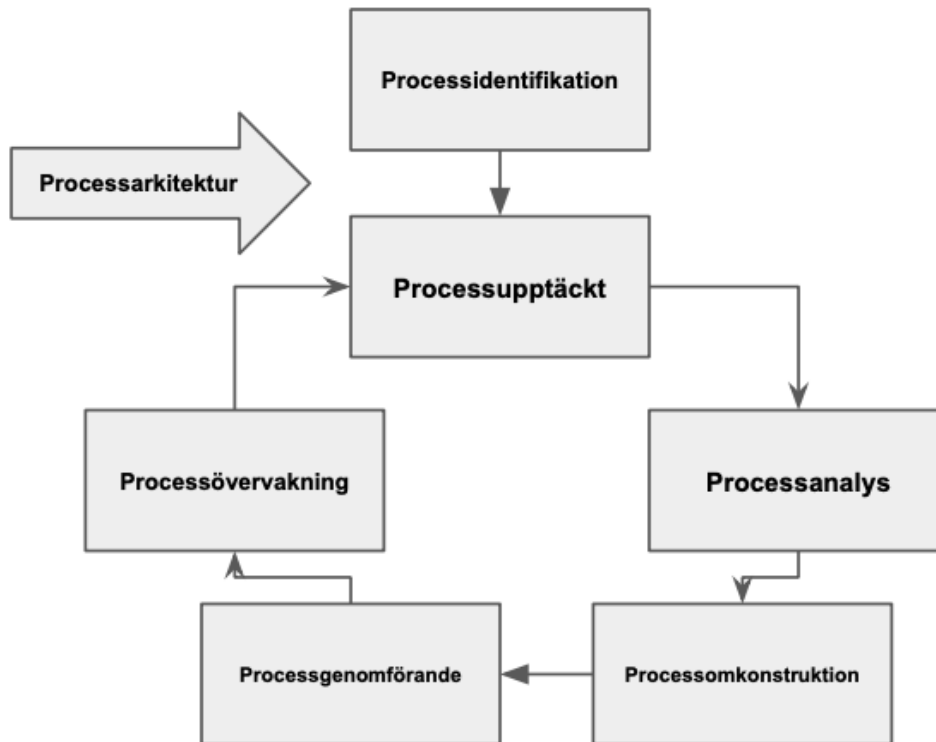 Processidentifikation
Processarkitektur
Processupptäckt
Processövervakning
Processanalys
Processgenomförande
Processomkonstruktion